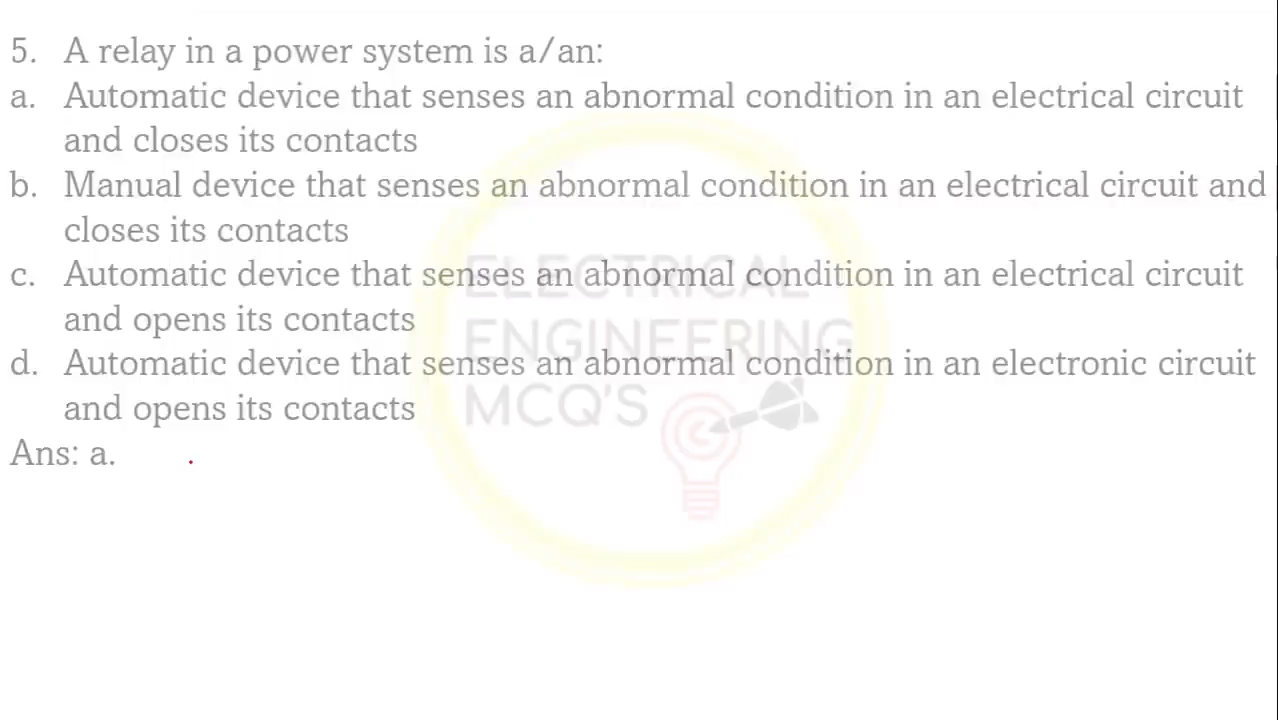 5. A relay in a power system is a/an:
a. Automatic device that senses an abnormal condition in an electrical circuit
and closes its contacts
b. Manual device that senses an abnormal condition in an electrical circuit and
closes its contacts
c. Automatic device that senses an abnormal condition in an electrical circuit
and opens its contacts
d. Automatic device that senses an abnormal condition in an electronic circuit
and opens its contacts
Ans: a.
ELECTRICAL
ENGINEERING
MCQ'S